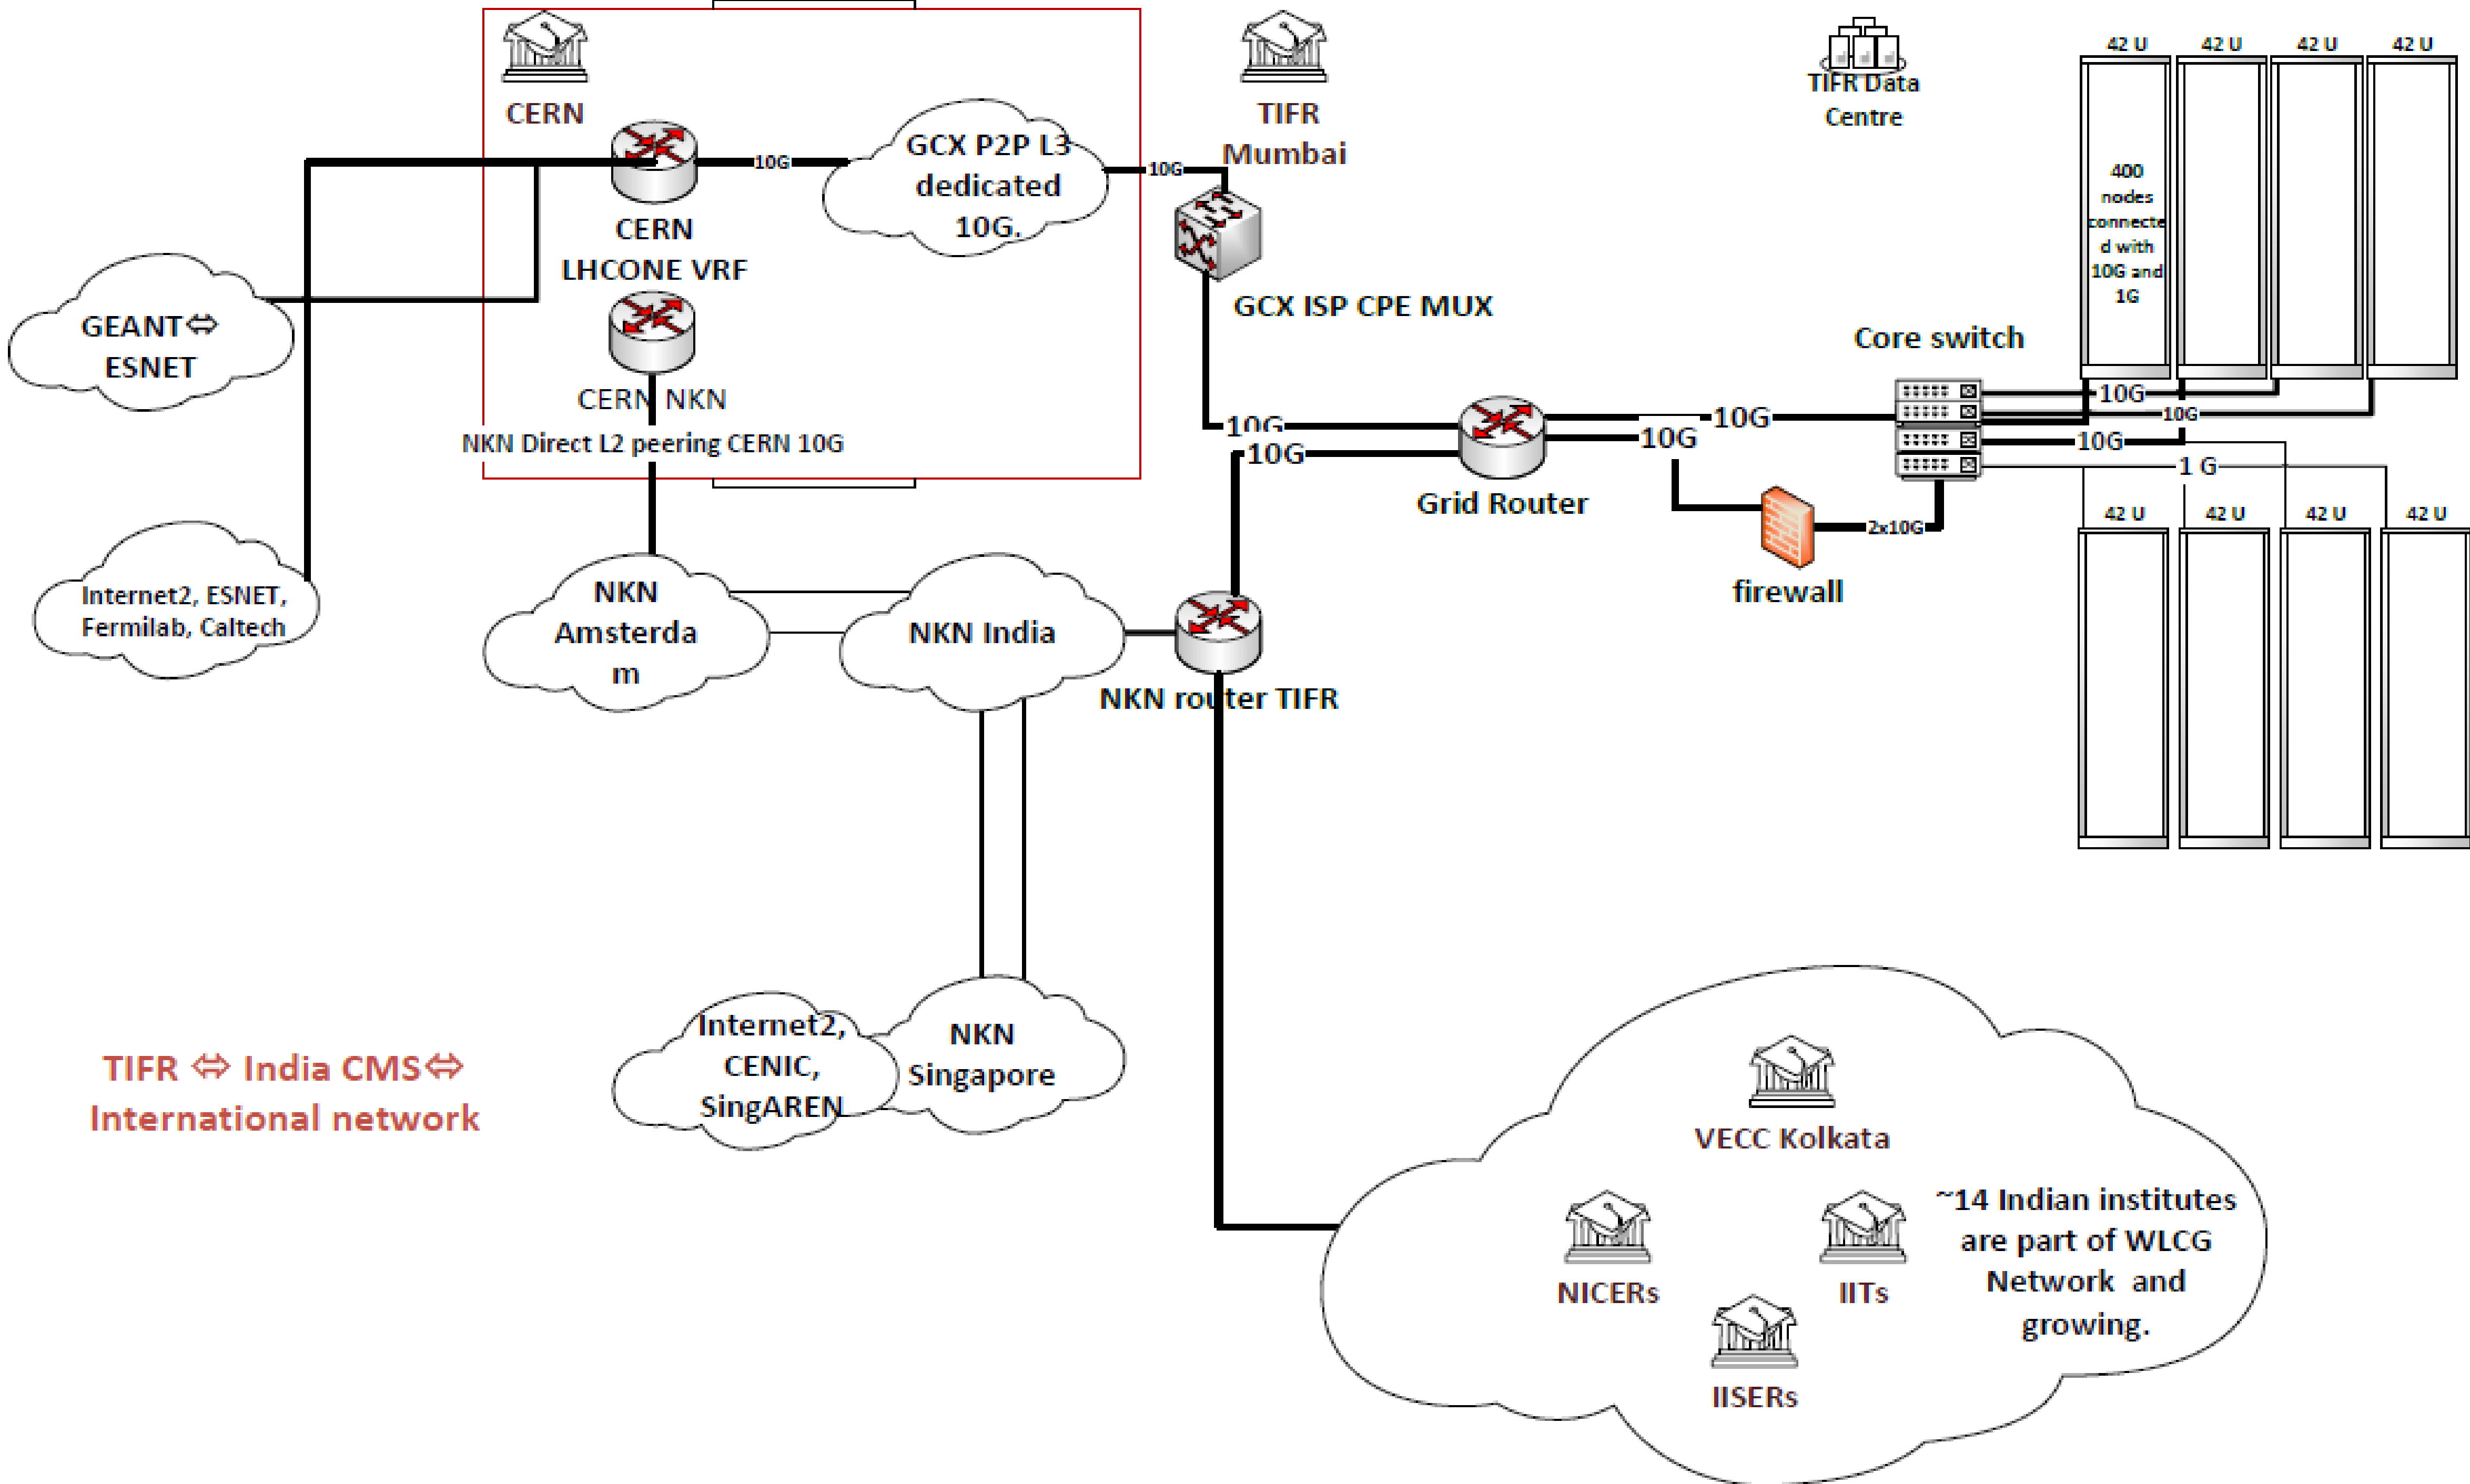 CERN
TIFR
Mumbai
TIFR Data
Centre
42 U
42 U
42 U
42 U
GCX P2P L3
dedicated
10G.
10G
10G
CERN
LHCONE VRF
400
nodes
connecte
d with
10G and
1G
GEANT⇔
ESNET
GCX ISP CPE MUX
Core switch
CERN NKN
NKN Direct L2 peering CERN 10G
10G
10G
10G
10G
10G
10G
10G
1 G
Grid Router
42 U
42 U
42 U
42 U
2x10G
firewall
Internet2, ESNET,
Fermilab, Caltech
NKN
Amsterda
m
NKN India
NKN router TIFR
Internet2,
CENIC,
SingAREN
NKN
Singapore
TIFR ⇔ India CMS⇔
International network
VECC Kolkata
NICERs
IITs
IISERs
~14 Indian institutes
are part of WLCG
Network and
growing.